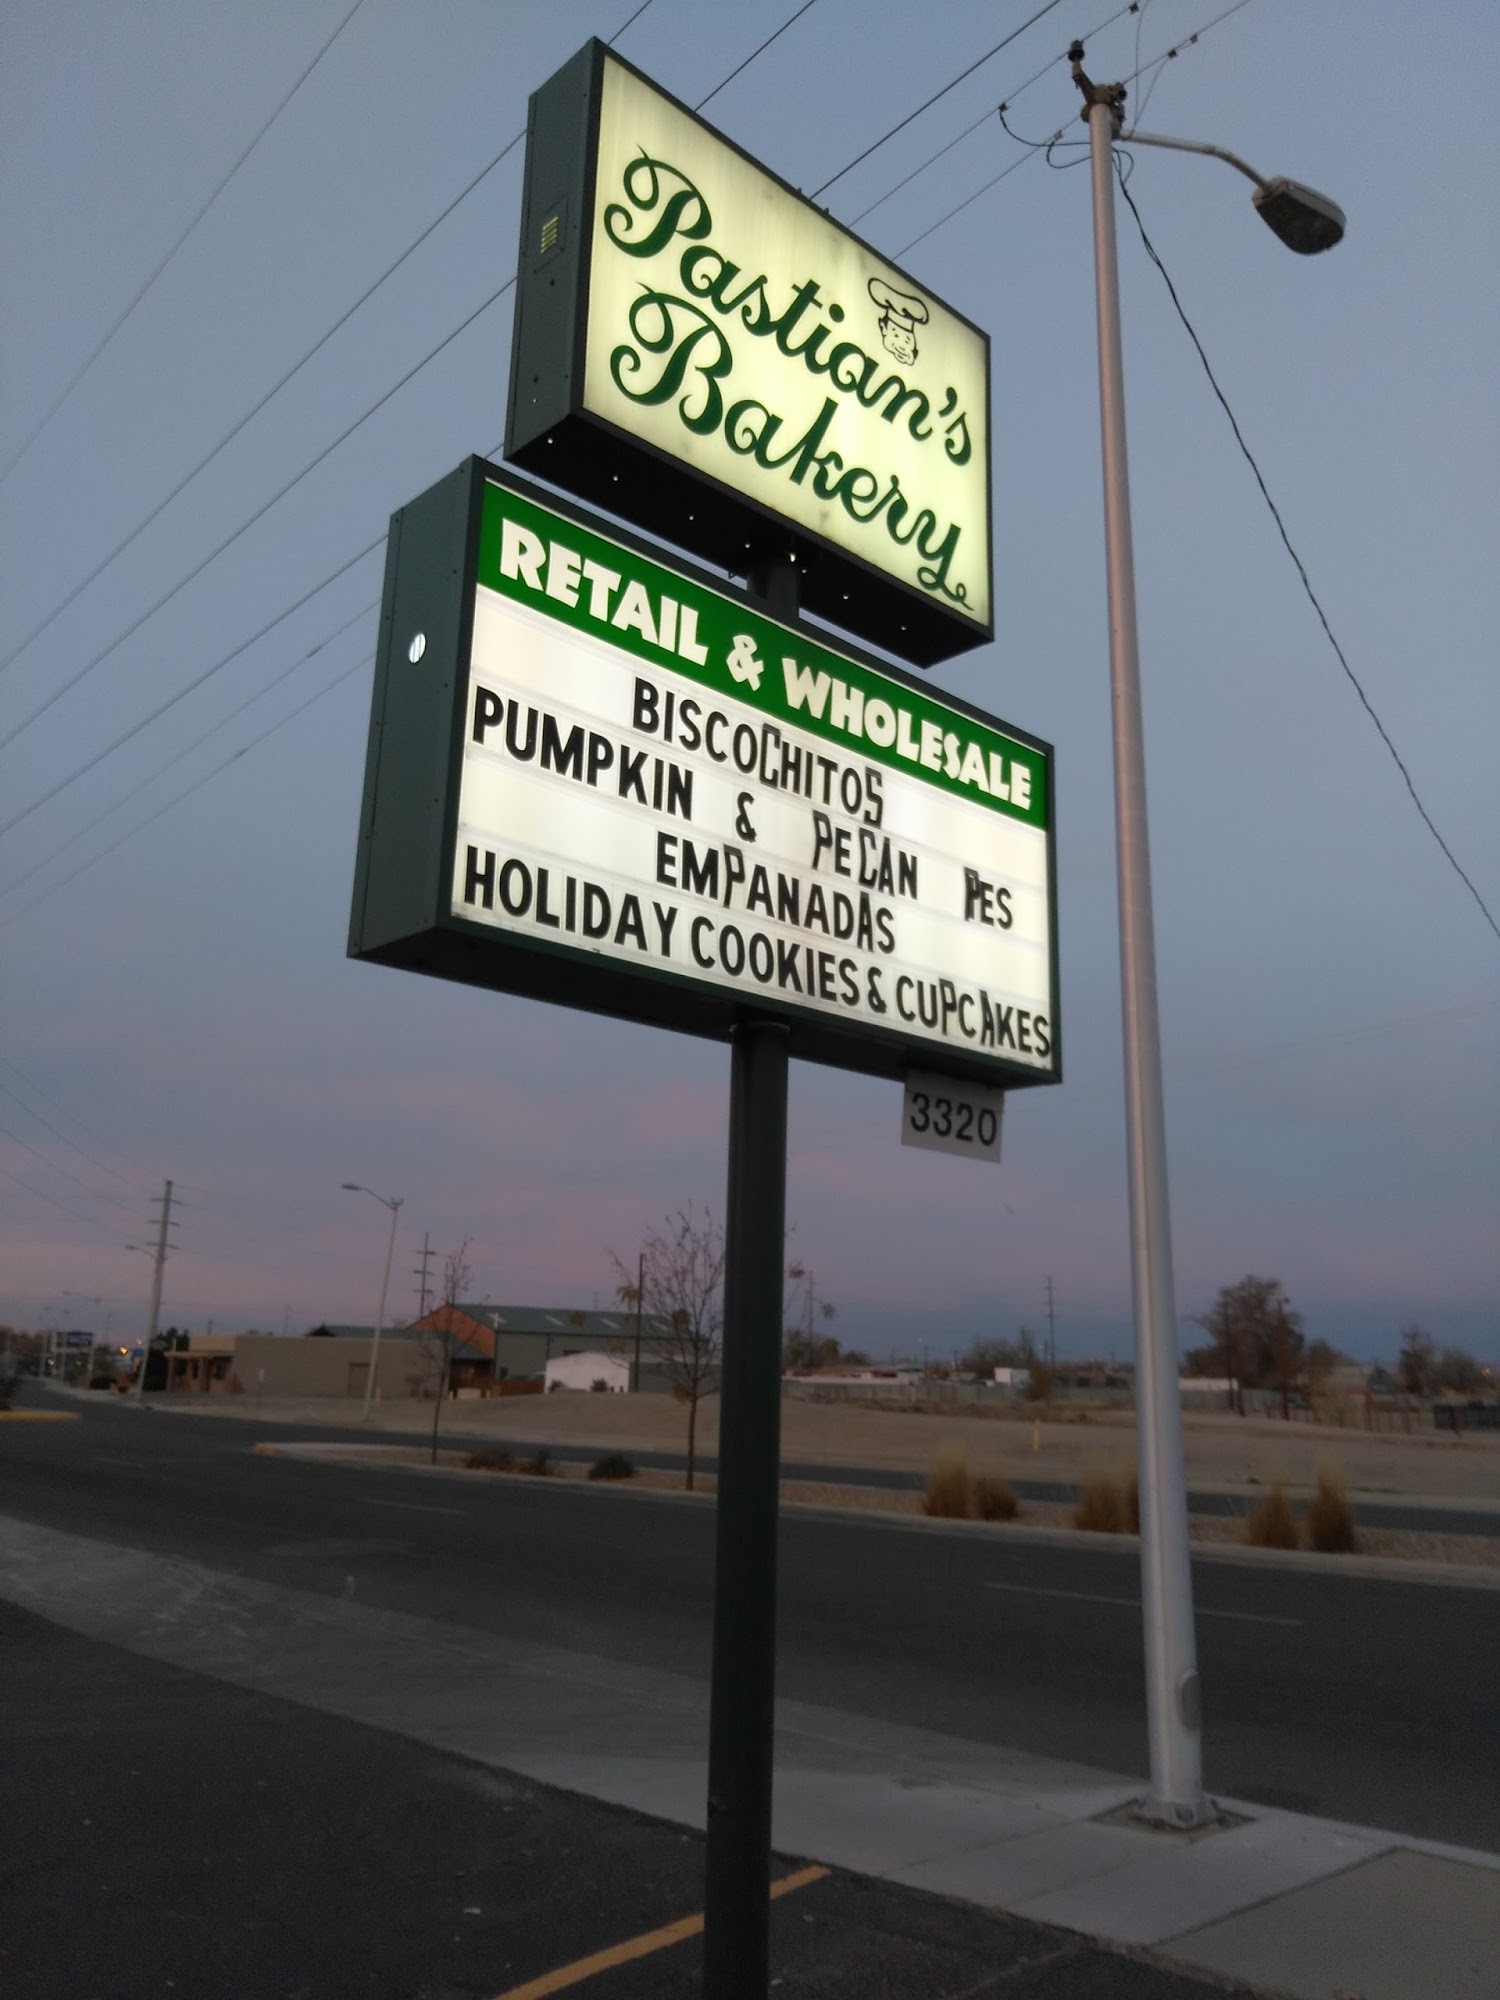 Pastian's
Bakery
RETAIL & WHOLESALE
BISCOCHITOS
PUMPKIN & PECAN PES
EMPANADAS
HOLIDAY COOKIES & CUPCAKES
3320